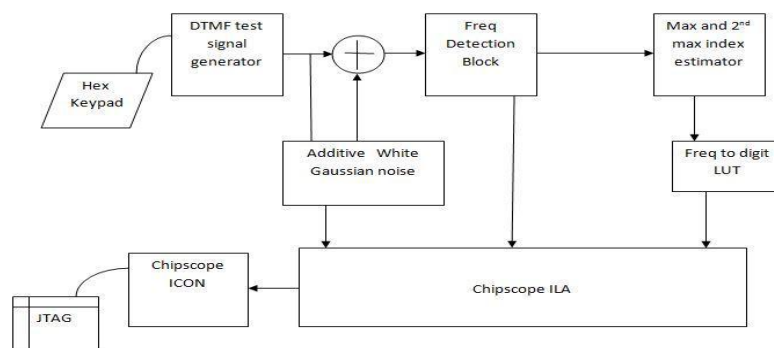 DTMF test
signal
generator
Freq
Detection
Block
Max and 2nd
max index
estimator
Hex
Keypad
Additive White
Gaussian noise
Freq to digit
LUT
Chipscope
ICON
Chipscope ILA
JTAG